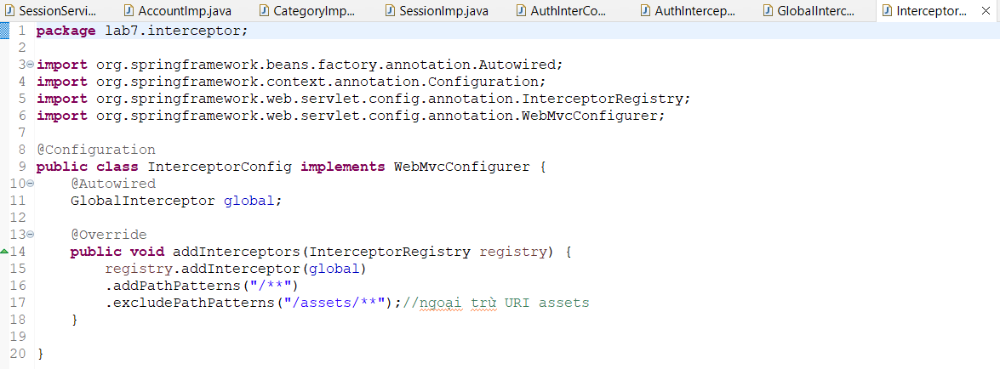 SessionServi... AccountImp.java CategoryImp... SessionImp.java AuthInterCo... AuthIntercep... GlobalInterc... Interceptor...
1 package lab7.interceptor;
2
3 import org.springframework.beans.factory.annotation.Autowired;
4 import org.springframework.context.annotation.Configuration;
5 import org.springframework.web.servlet.config.annotation.InterceptorRegistry;
6 import org.springframework.web.servlet.config.annotation.WebMvcConfigurer;
7
8 @Configuration
9 public class InterceptorConfig implements WebMvcConfigurer {
10 @Autowired
11 GlobalInterceptor global;
12
13 @Override
14 public void addInterceptors(InterceptorRegistry registry) {
15 registry.addInterceptor(global)
16 .addPathPatterns("/**")
17 .excludePathPatterns("/assets/**");//ngoại trừ URI assets
18 }
19
20 }